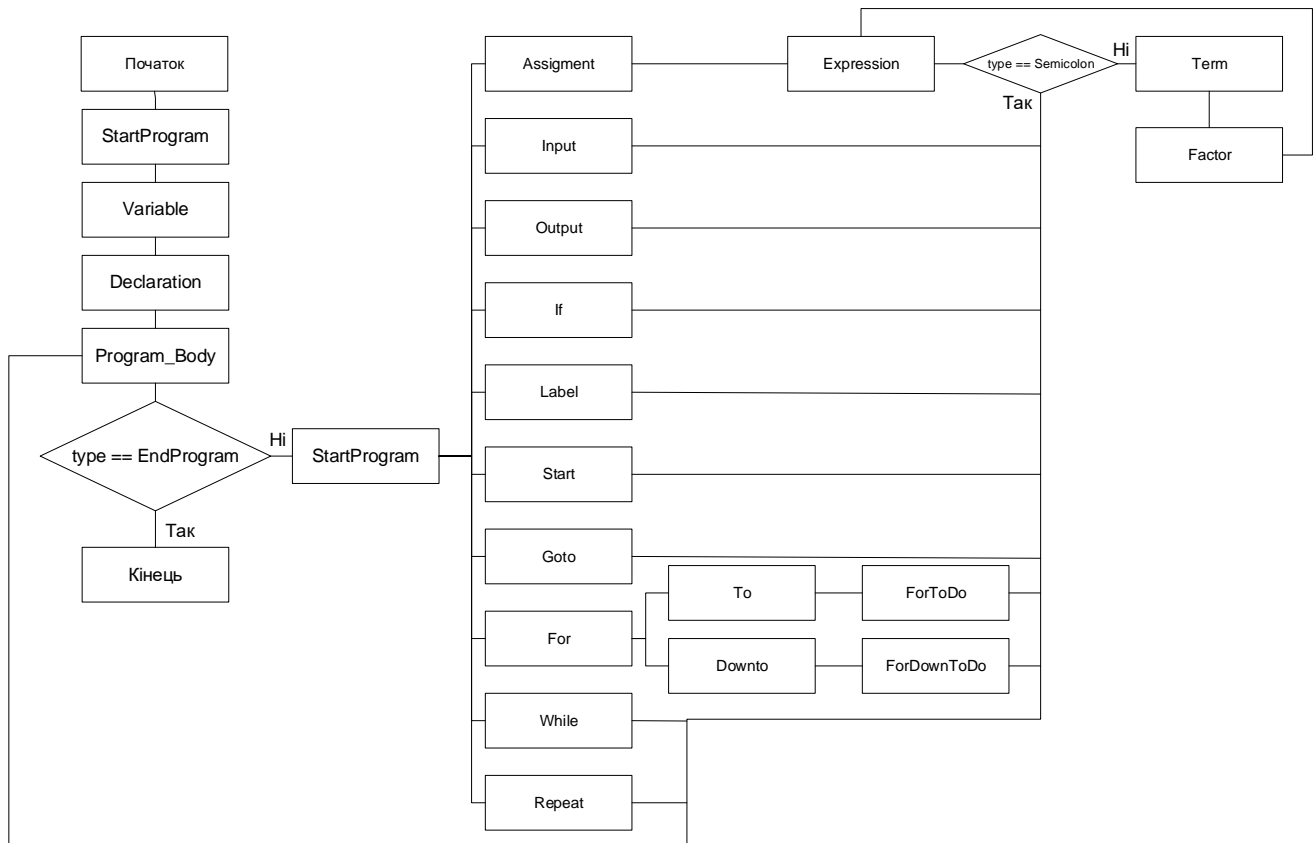 Початок
StartProgram
Variable
Declaration
Program_Body
type == EndProgram
Ні
Так
Кінець
StartProgram
Assigment
Expression
type == Semicolon
Ні
Так
Term
Factor
Input
Output
If
Label
Start
Goto
For
To
ForToDo
Downto
ForDownToDo
While
Repeat